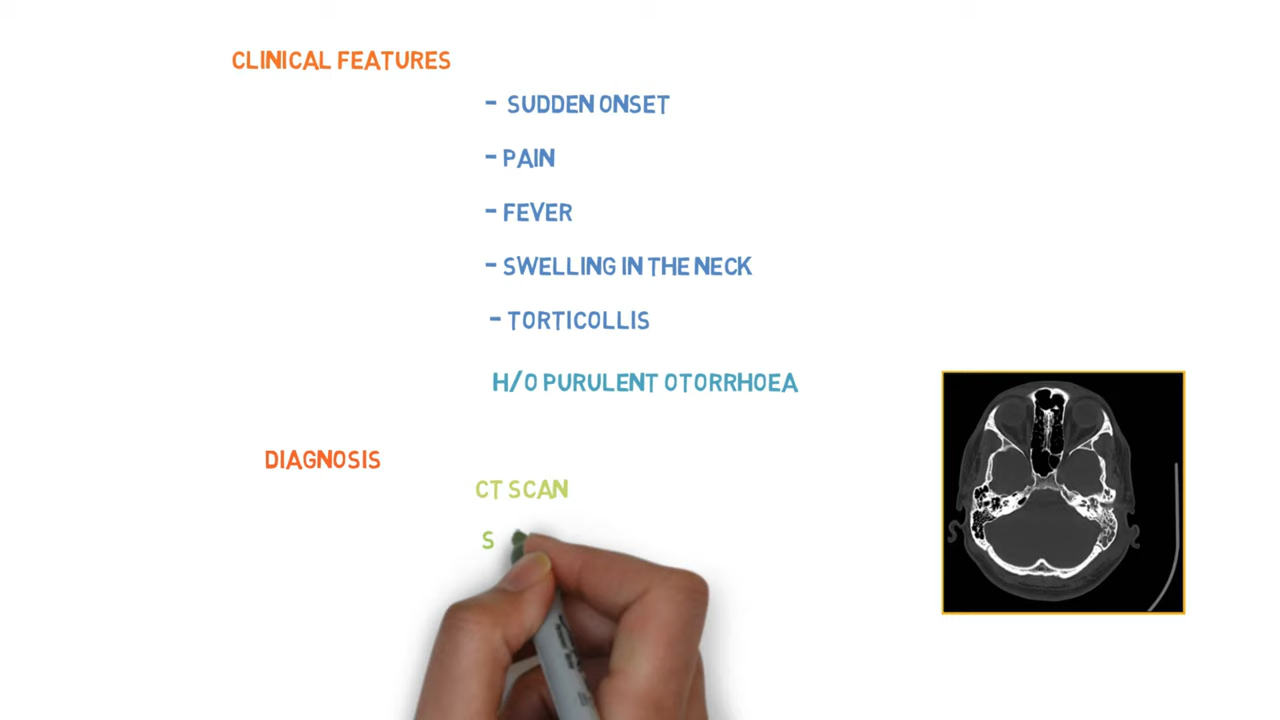 CLINICAL FEATURES
- SUDDEN ONSET
- PAIN
- FEVER
- SWELLING IN THE NECK
- TORTICOLLIS
H/O PURULENT OTORRHOEA
DIAGNOSIS
CT SCAN
S